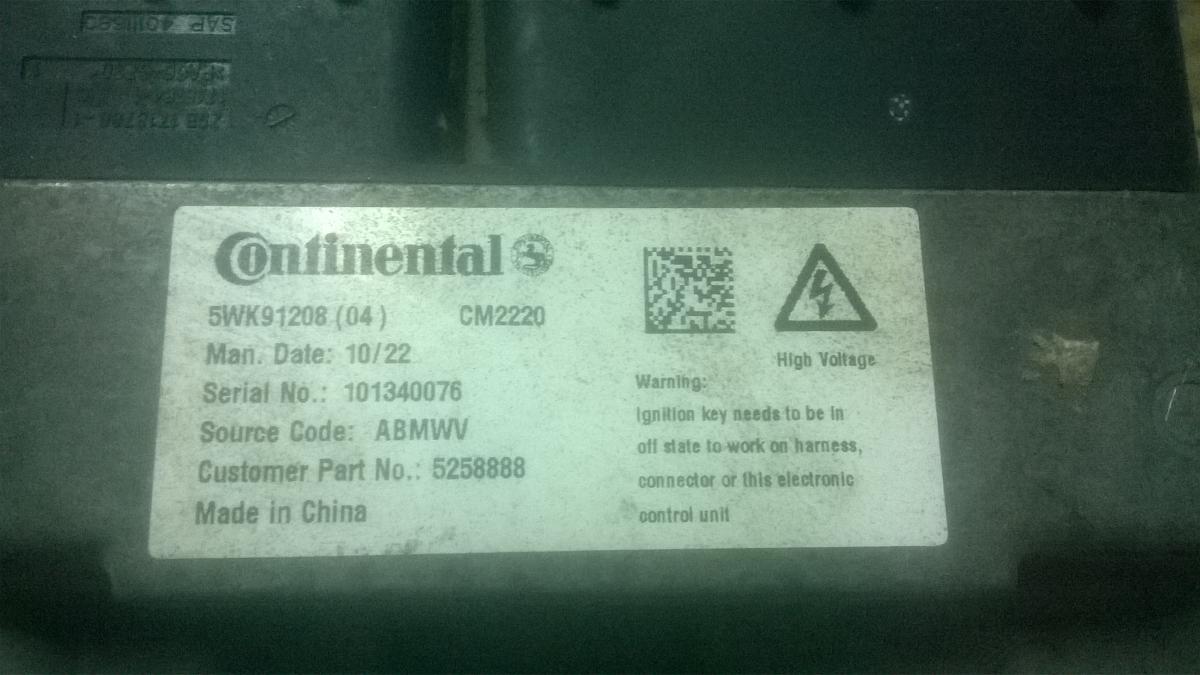 SAP 4011680
Continental
5WK91208 (04 ) CM2220
Man. Date: 10/22
Serial No.: 101340076
Source Code: ABMWV
Customer Part No.: 5258888
Made in China
High Voltage
Warning:
Ignition key needs to be in
off state to work on harness,
connector or this electronic
control unit